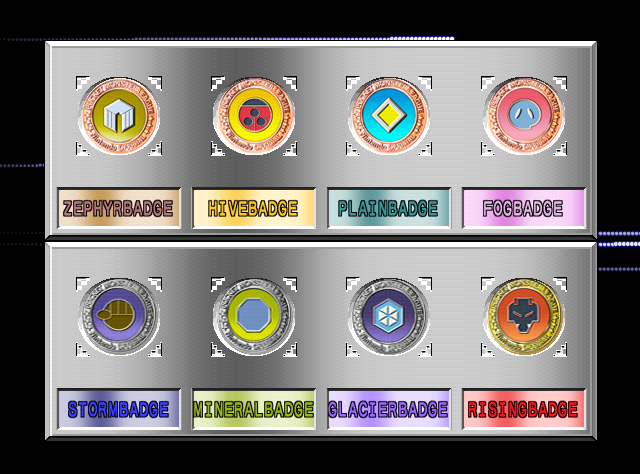 ZEPHYRBADGE
HIVEBADGE
PLAINBADGE
FOGBADGE
STORMBADGE
MINERALBADGE
GLACIERBADGE
RISINGBADGE